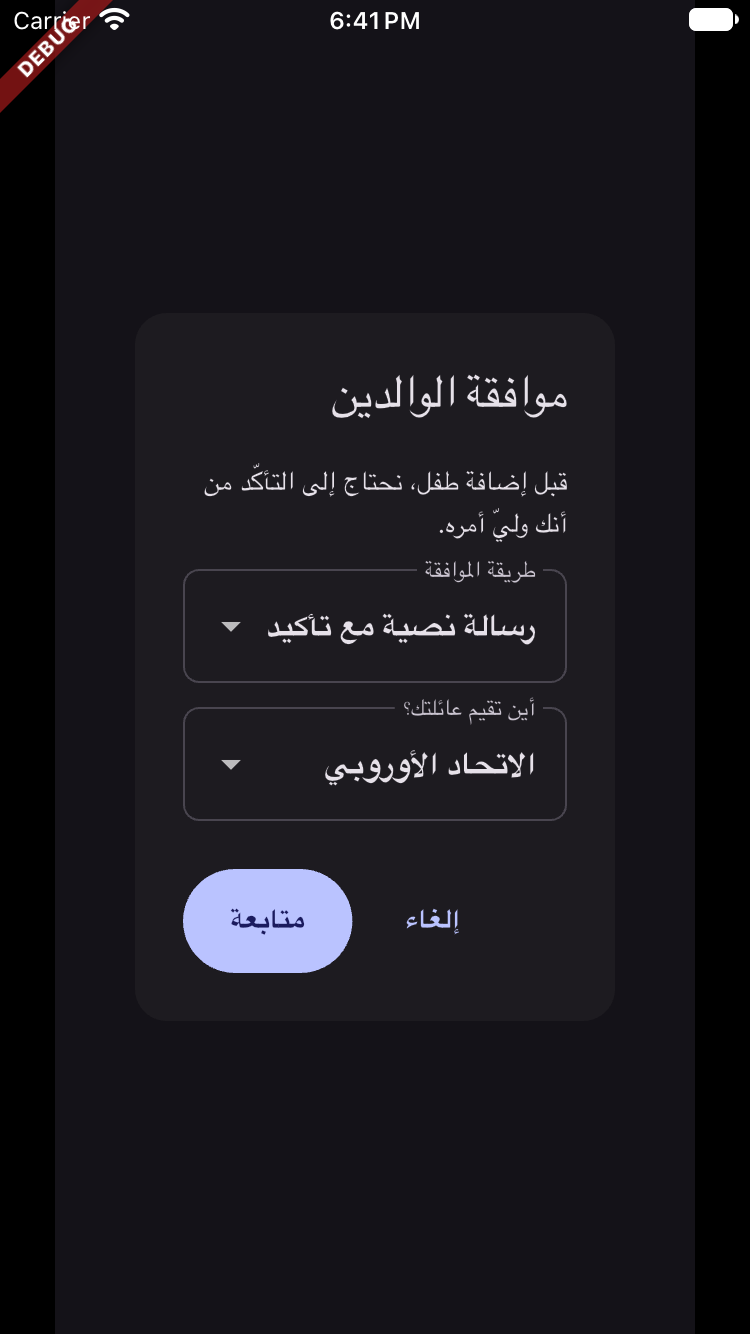 Carrier
6:41 PM
DEBUG
موافقة الوالدين
قبل إضافة طفل، نحتاج إلى التأكّد من
أنك وليّ أمره.
طريقة الموافقة
رسالة نصية مع تأكيد
أين تقيم عائلتك؟
الاتحاد الأوروبي
إلغاء
متابعة